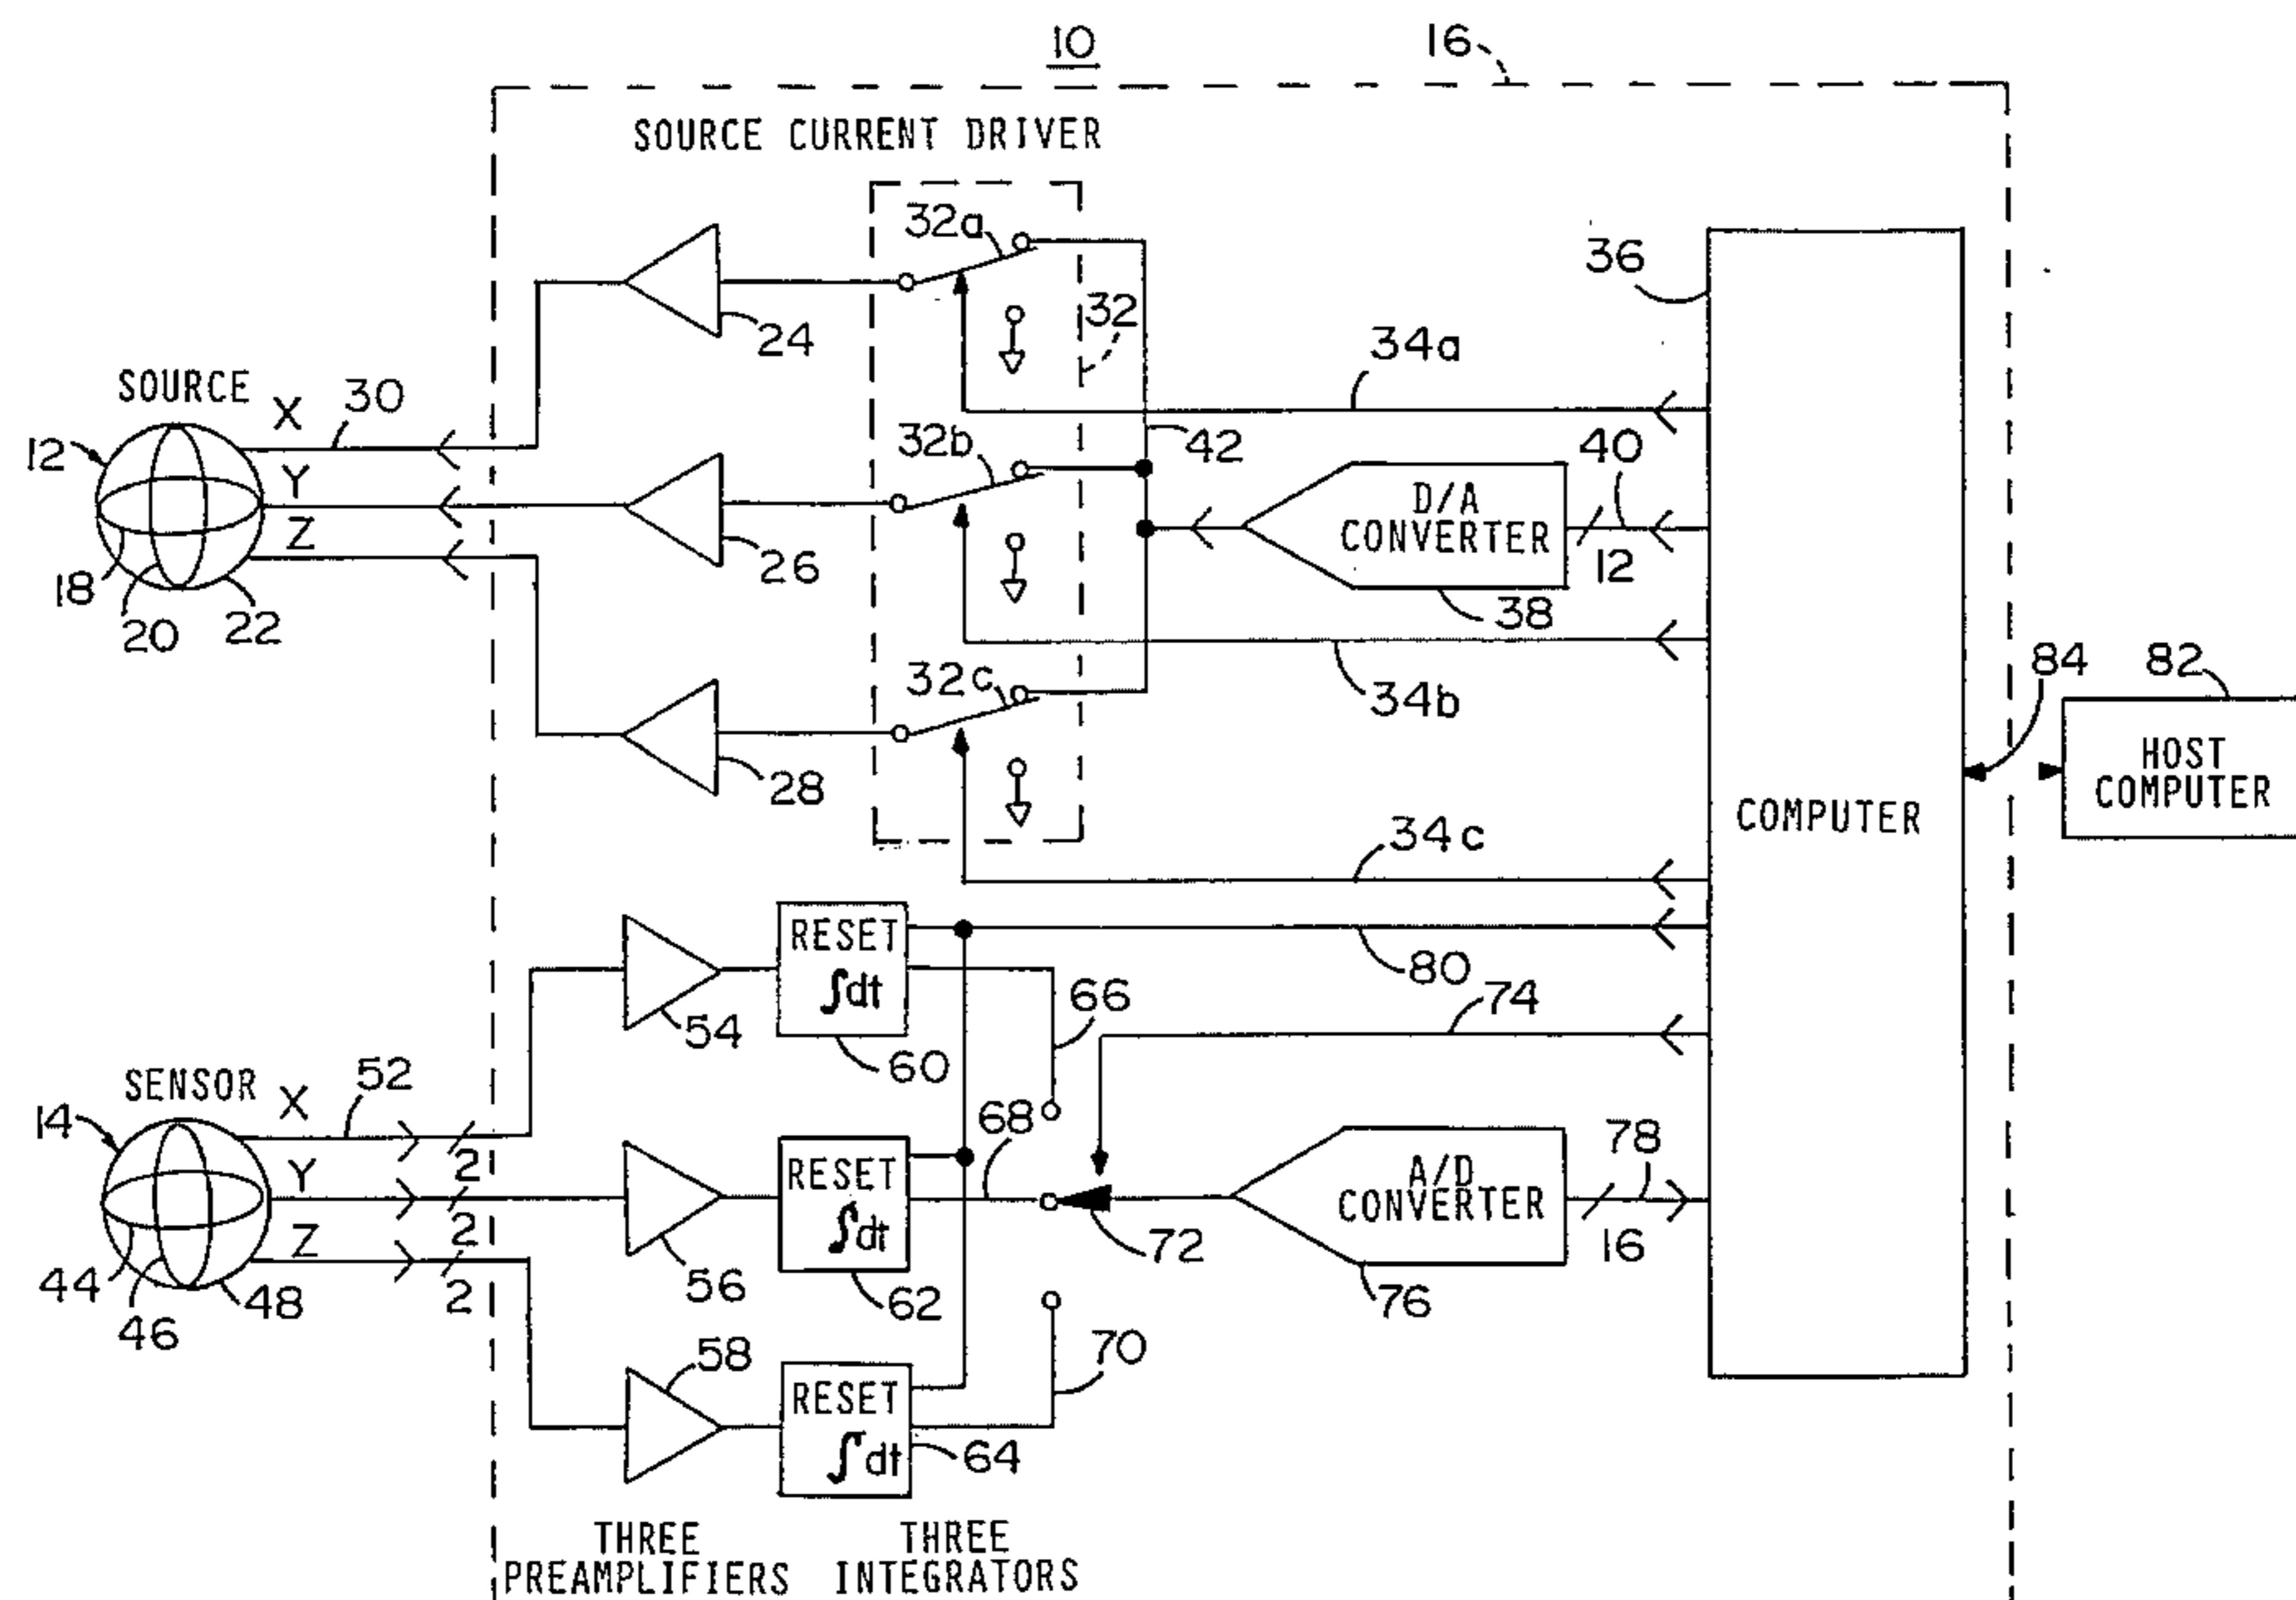 10
16
SOURCE CURRENT DRIVER
32a
36
32
24
34a
SOURCE
X
30
12
32b
42
40
Y
D/A
CONVERTER
Z
12
26
18
20
22
38
32c
34b
84
82
HOST
COMPUTER
28
COMPUTER
34c
RESET
∫dt
80
54
66
74
60
SENSOR
X
52
14
68
78
2
Y
RESET
∫dt
A/D
CONVERTER
2
Z
72
16
44
46
48
2
56
62
76
58
70
RESET
∫dt
64
THREE
PREAMPLIFIERS
THREE
INTEGRATORS